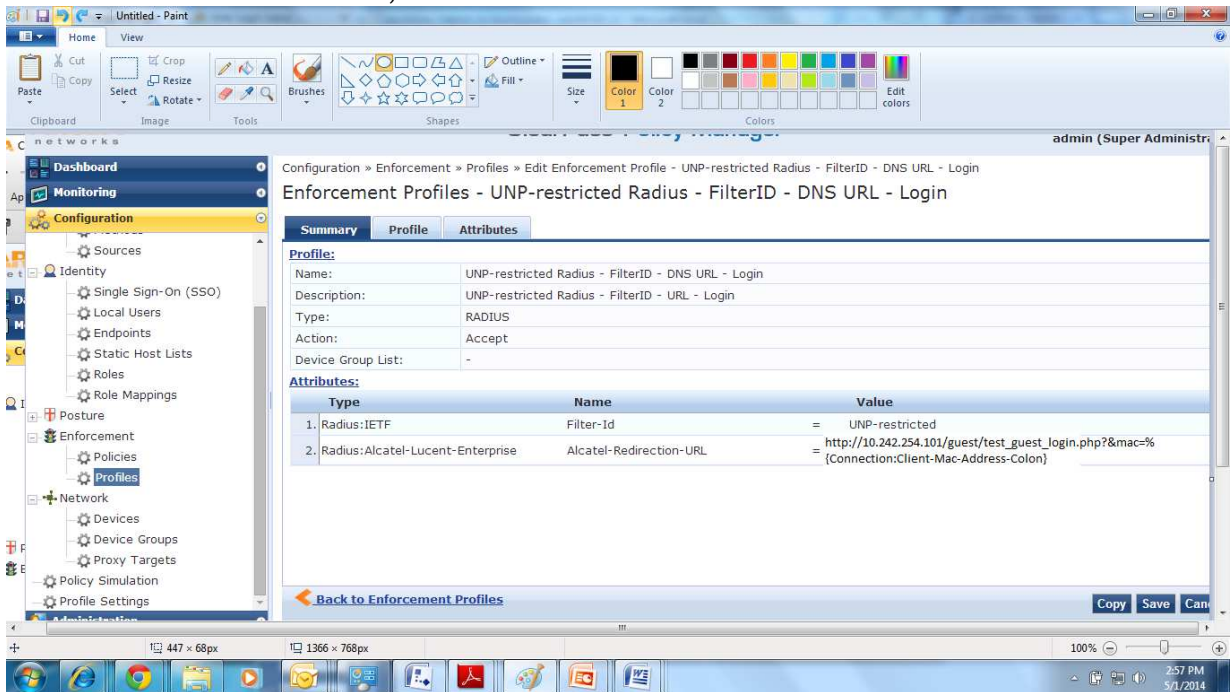 Untitled - Paint
Home View
Paste
Cut
Copy
Clipboard
Select
Crop
Resize
Rotate
Image
Tools
Brushes
Outline
Fill
Shapes
Size
Color 1
Color 2
Edit colors
Colors
networks
admin (Super Administr
Dashboard
Monitoring
Configuration
Sources
Identity
Single Sign-On (SSO)
Local Users
Endpoints
Static Host Lists
Roles
Role Mappings
Posture
Enforcement
Policies
Profiles
Network
Devices
Device Groups
Proxy Targets
Policy Simulation
Profile Settings
Administration
Configuration » Enforcement » Profiles » Edit Enforcement Profile - UNP-restricted Radius - FilterID - DNS URL - Login
Enforcement Profiles - UNP-restricted Radius - FilterID - DNS URL - Login
Summary Profile Attributes
Profile:
Name: UNP-restricted Radius - FilterID - DNS URL - Login
Description: UNP-restricted Radius - FilterID - URL - Login
Type: RADIUS
Action: Accept
Device Group List: -
Attributes:
Type Name Value
1. Radius:IETF Filter-Id = UNP-restricted
2. Radius:Alcatel-Lucent-Enterprise Alcatel-Redirection-URL = http://10.242.254.101/guest/test_guest_login.php?&mac=%
{Connection:Client-Mac-Address-Colon}
Back to Enforcement Profiles
Copy Save Can
447 × 68px
1366 × 768px
100%
2:57 PM
5/1/2014